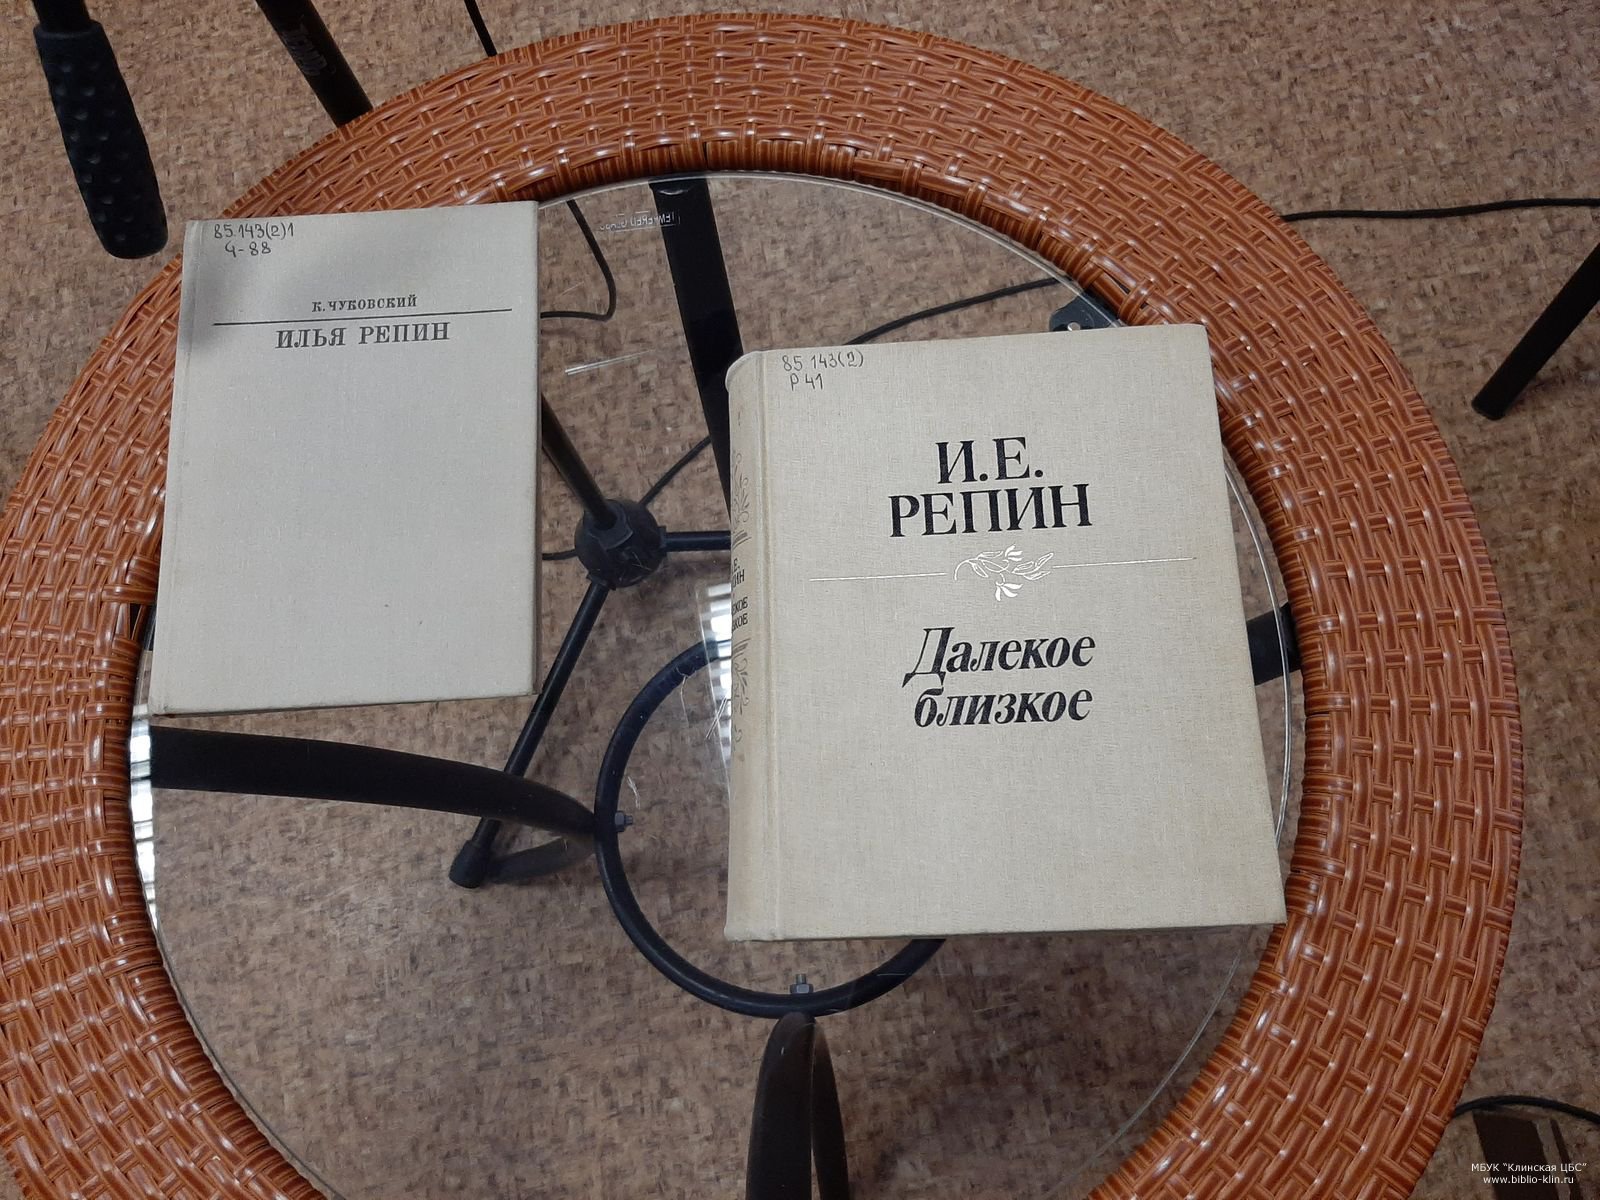 85.143(2)1
Ч-88
К. ЧУКОВСКИЙ
ИЛЬЯ РЕПИН
85 143(2)
Р 41
И.Е.
РЕПИН
Далекое
близкое
МБУК "Клинская ЦБС"
www.biblio-klin.ru